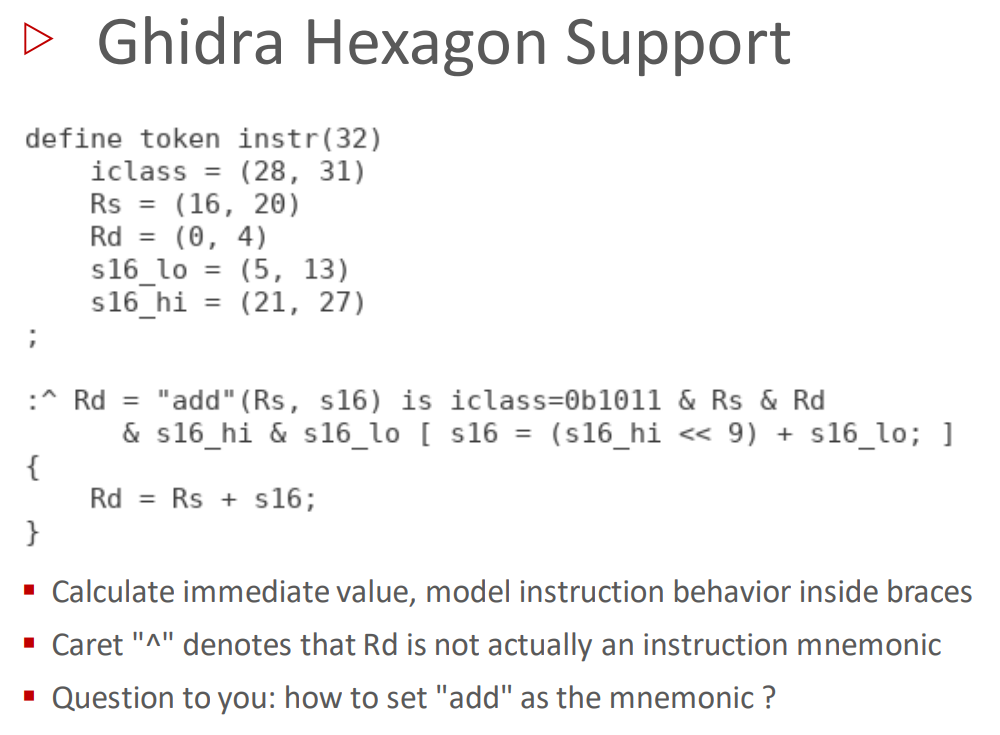 Ghidra Hexagon Support
define token instr(32)
    iclass = (28, 31)
    Rs = (16, 20)
    Rd = (0, 4)
    s16_lo = (5, 13)
    s16_hi = (21, 27)
;
:^ Rd = "add"(Rs, s16) is iclass=0b1011 & Rs & Rd
      & s16_hi & s16_lo [ s16 = (s16_hi << 9) + s16_lo; ]
{
    Rd = Rs + s16;
}
▪ Calculate immediate value, model instruction behavior inside braces
▪ Caret "^" denotes that Rd is not actually an instruction mnemonic
▪ Question to you: how to set "add" as the mnemonic ?